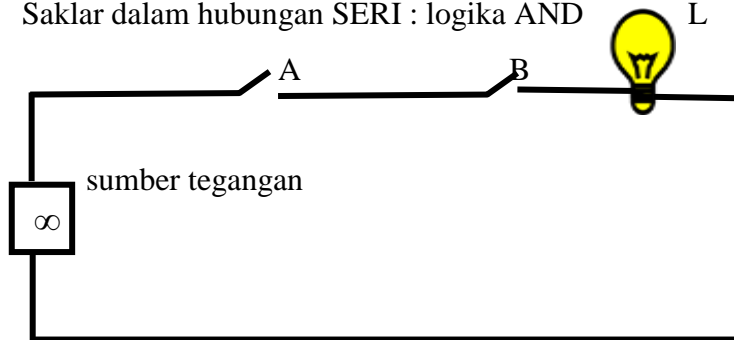 Saklar dalam hubungan SERI : logika AND L
A B
sumber tegangan
∞